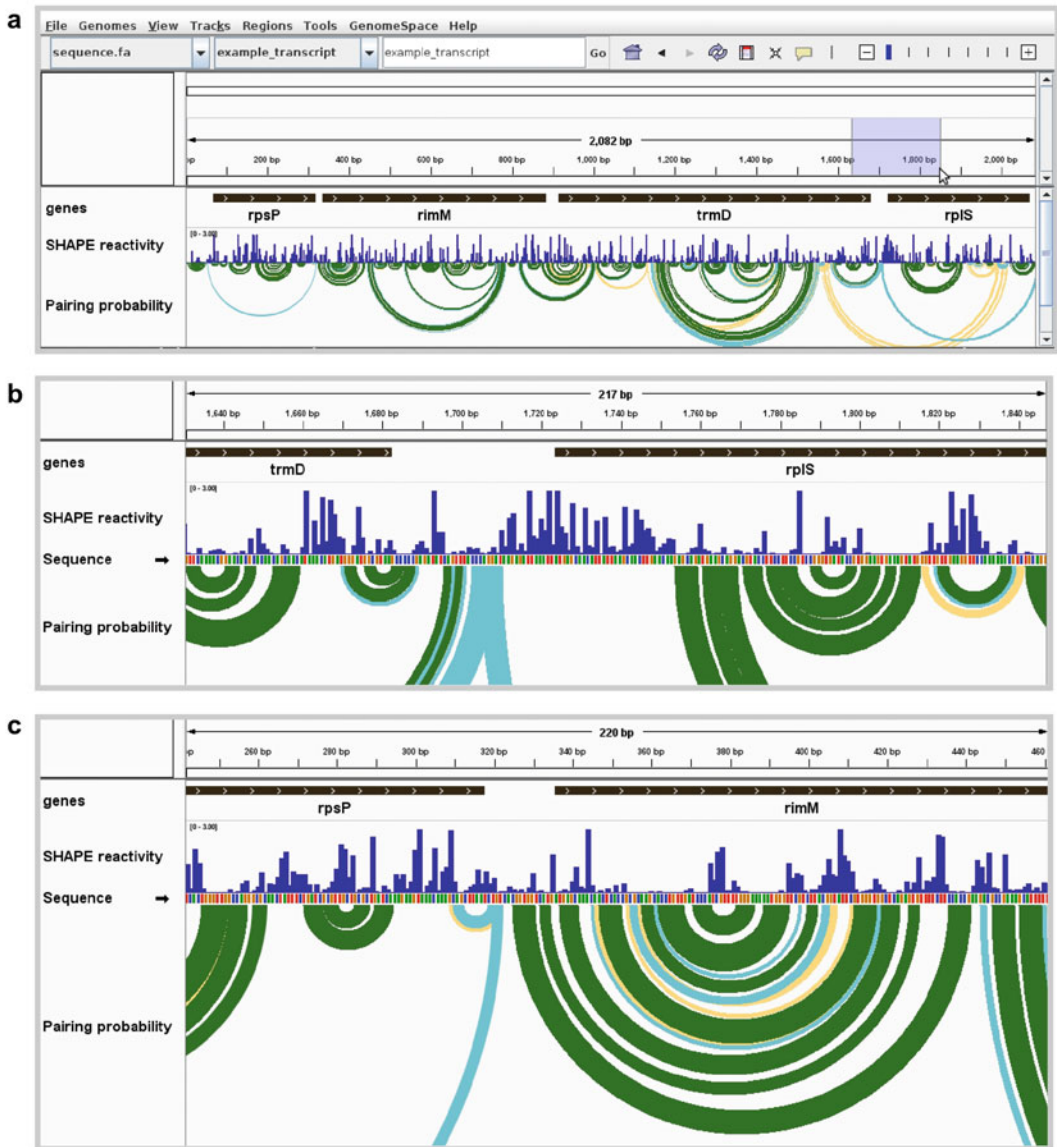 a
File Genomes View Tracks Regions Tools GenomeSpace Help
sequence.fa example_transcript example_transcript Go
2,082 bp
bp 200 bp 400 bp 600 bp 800 bp 1,000 bp 1,200 bp 1,400 bp 1,600 bp 1,800 bp 2,000 bp
genes
rpsP rimM trmD rplS
SHAPE reactivity
[0 - 3.00]
Pairing probability
b
217 bp
1,640 bp 1,660 bp 1,680 bp 1,700 bp 1,720 bp 1,740 bp 1,760 bp 1,780 bp 1,800 bp 1,820 bp 1,840 bp
genes
trmD rplS
[0 - 3.00]
SHAPE reactivity
Sequence
Pairing probability
c
220 bp
p 260 bp 280 bp 300 bp 320 bp 340 bp 360 bp 380 bp 400 bp 420 bp 440 bp 460
genes
rpsP rimM
[0 - 3.00]
SHAPE reactivity
Sequence
Pairing probability